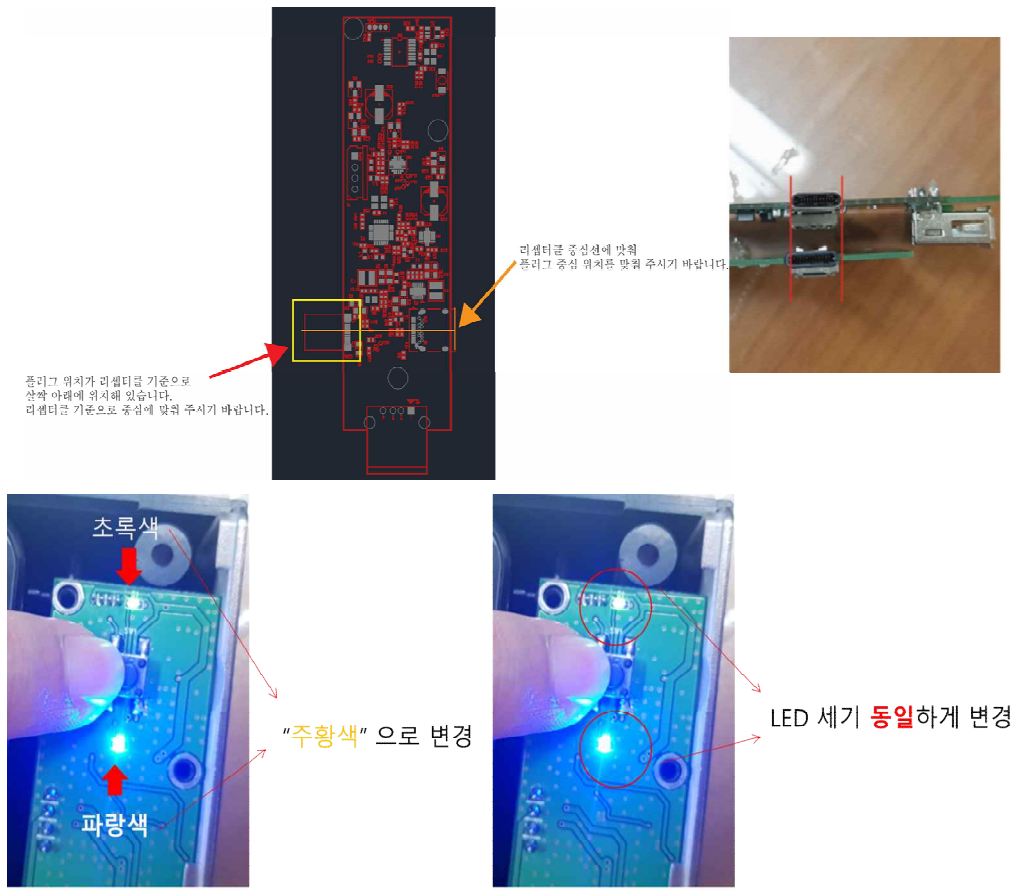 리셉터를 중심선에 맞춰
플러그 중심 위치를 맞춰 주시기 바랍니다.
플러그 위치가 리셉터를 기준으로
살짝 아래에 위치해 있습니다.
리셉터를 기준으로 중심에 맞춰 주시기 바랍니다.
초록색
"주황색" 으로 변경
파랑색
LED 세기 동일하게 변경